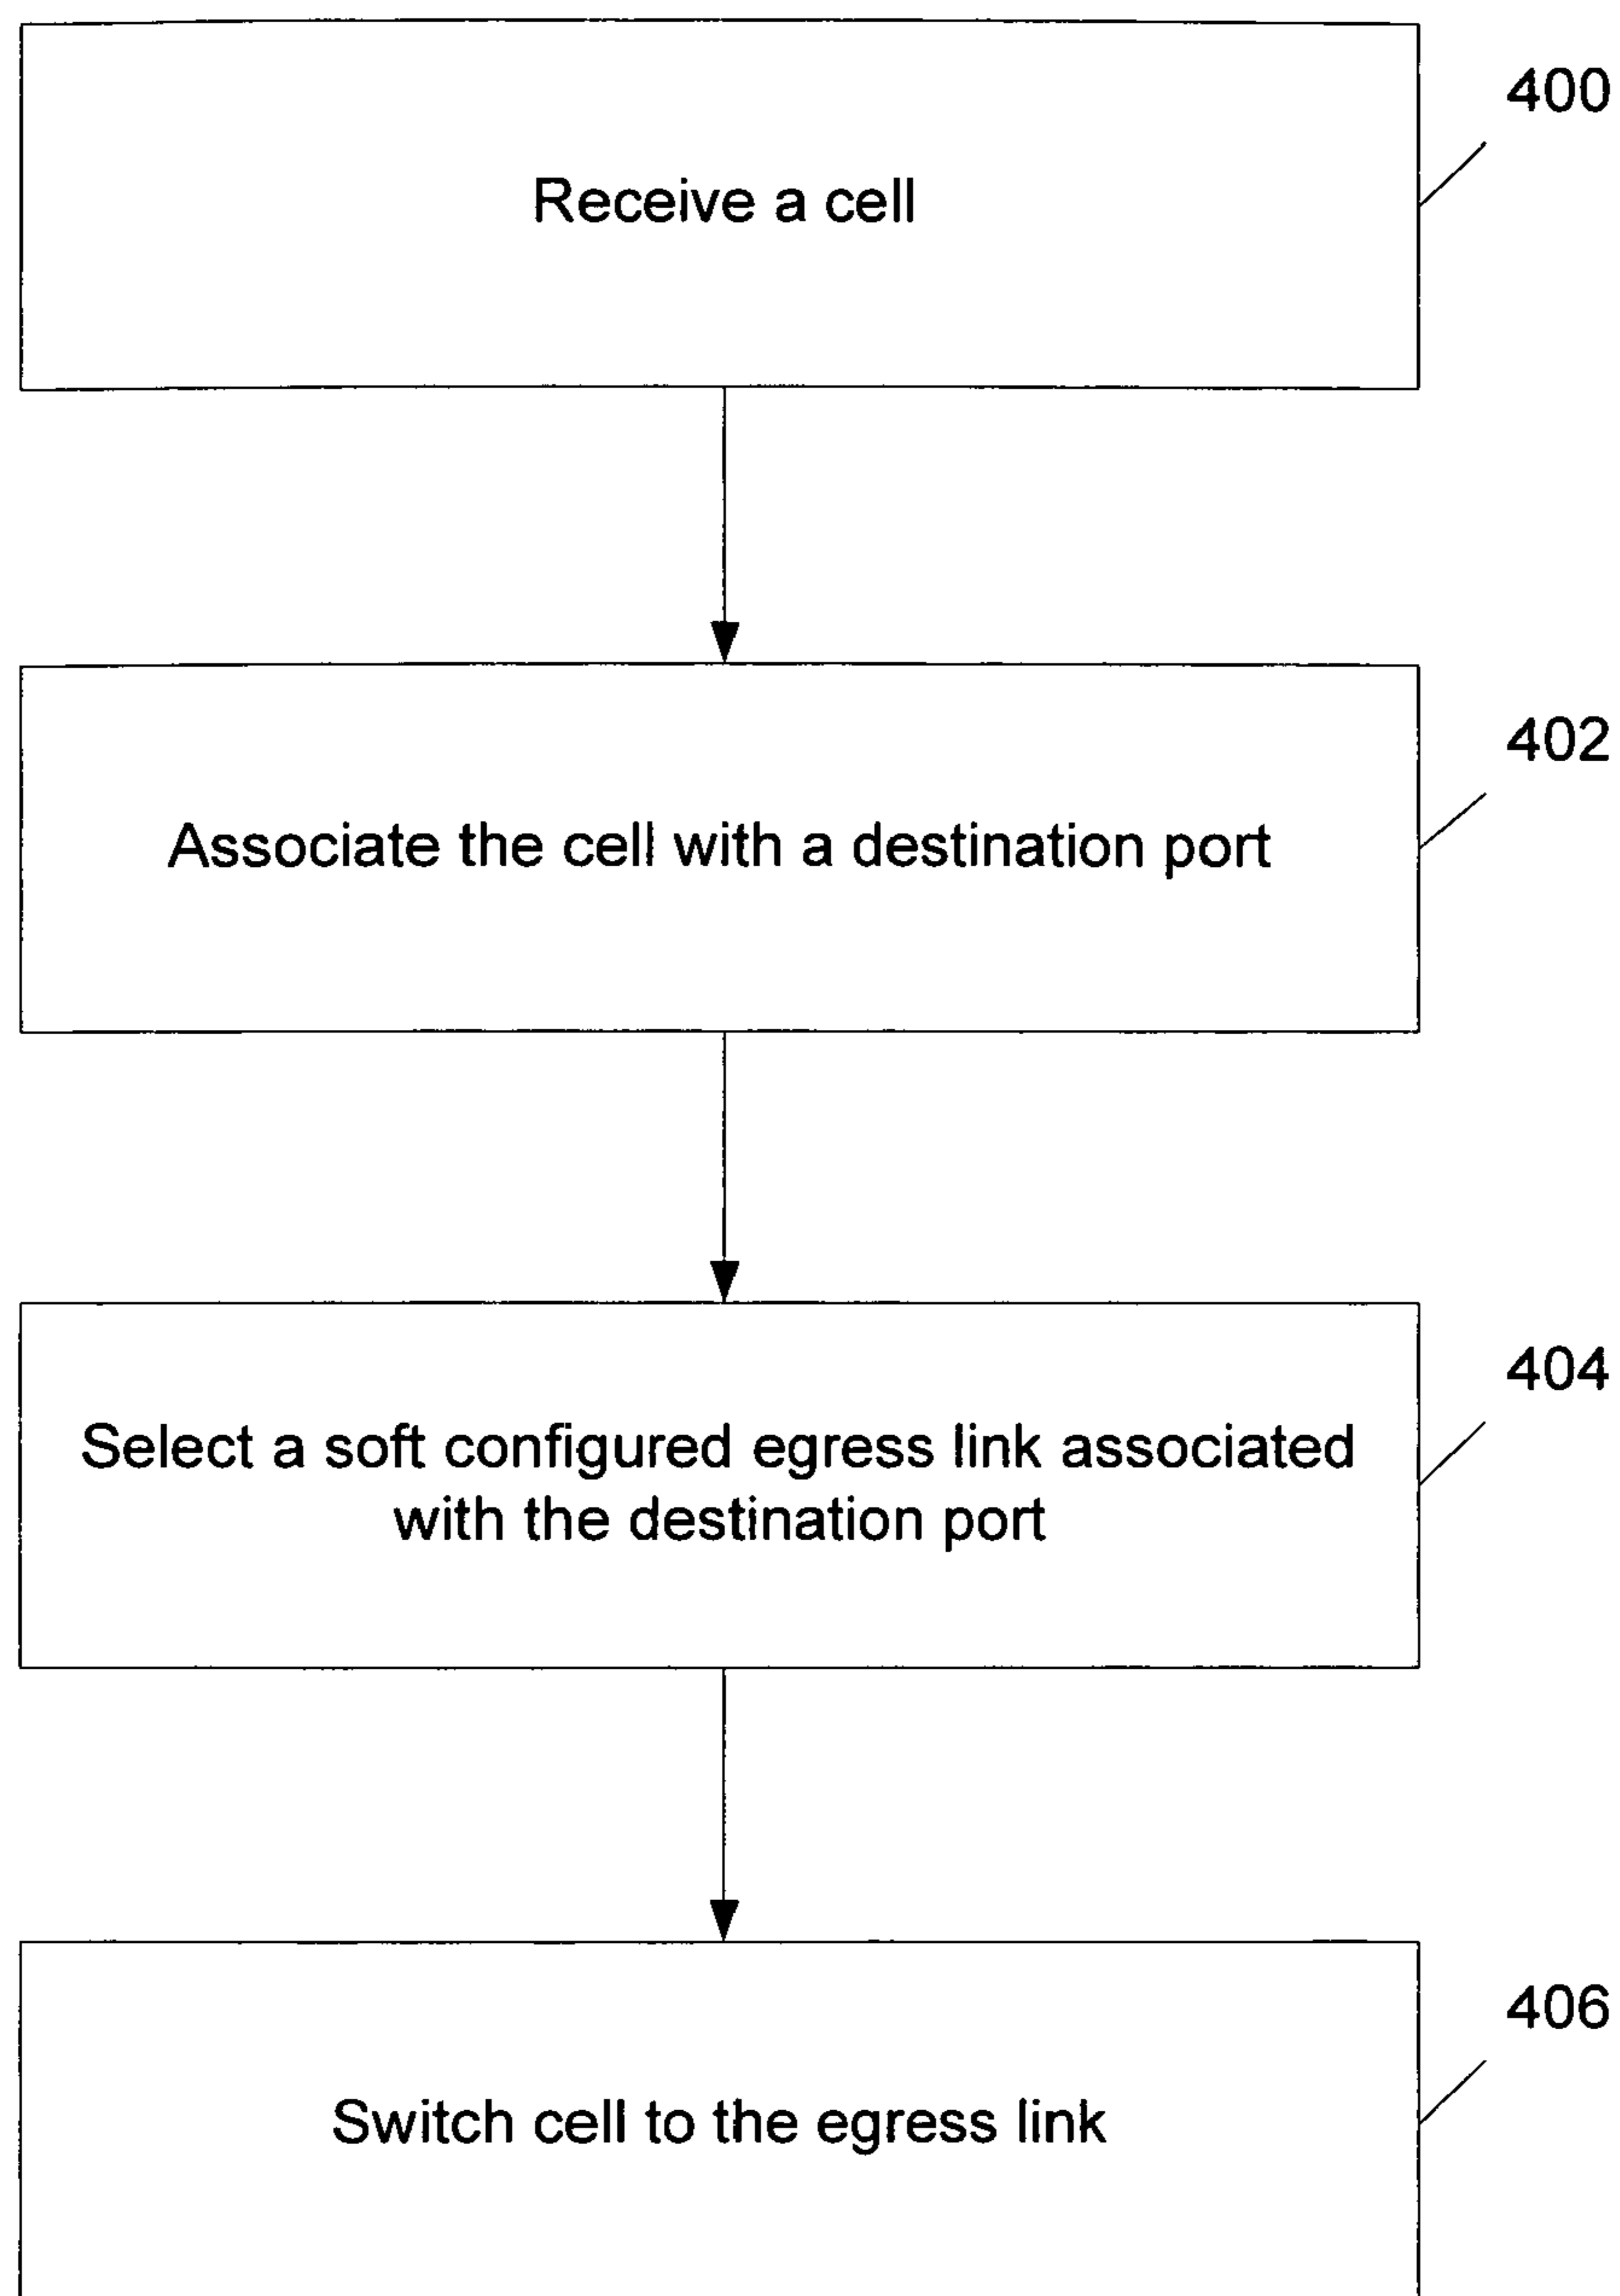 400
Receive a cell
402
Associate the cell with a destination port
404
Select a soft configured egress link associated
with the destination port
406
Switch cell to the egress link